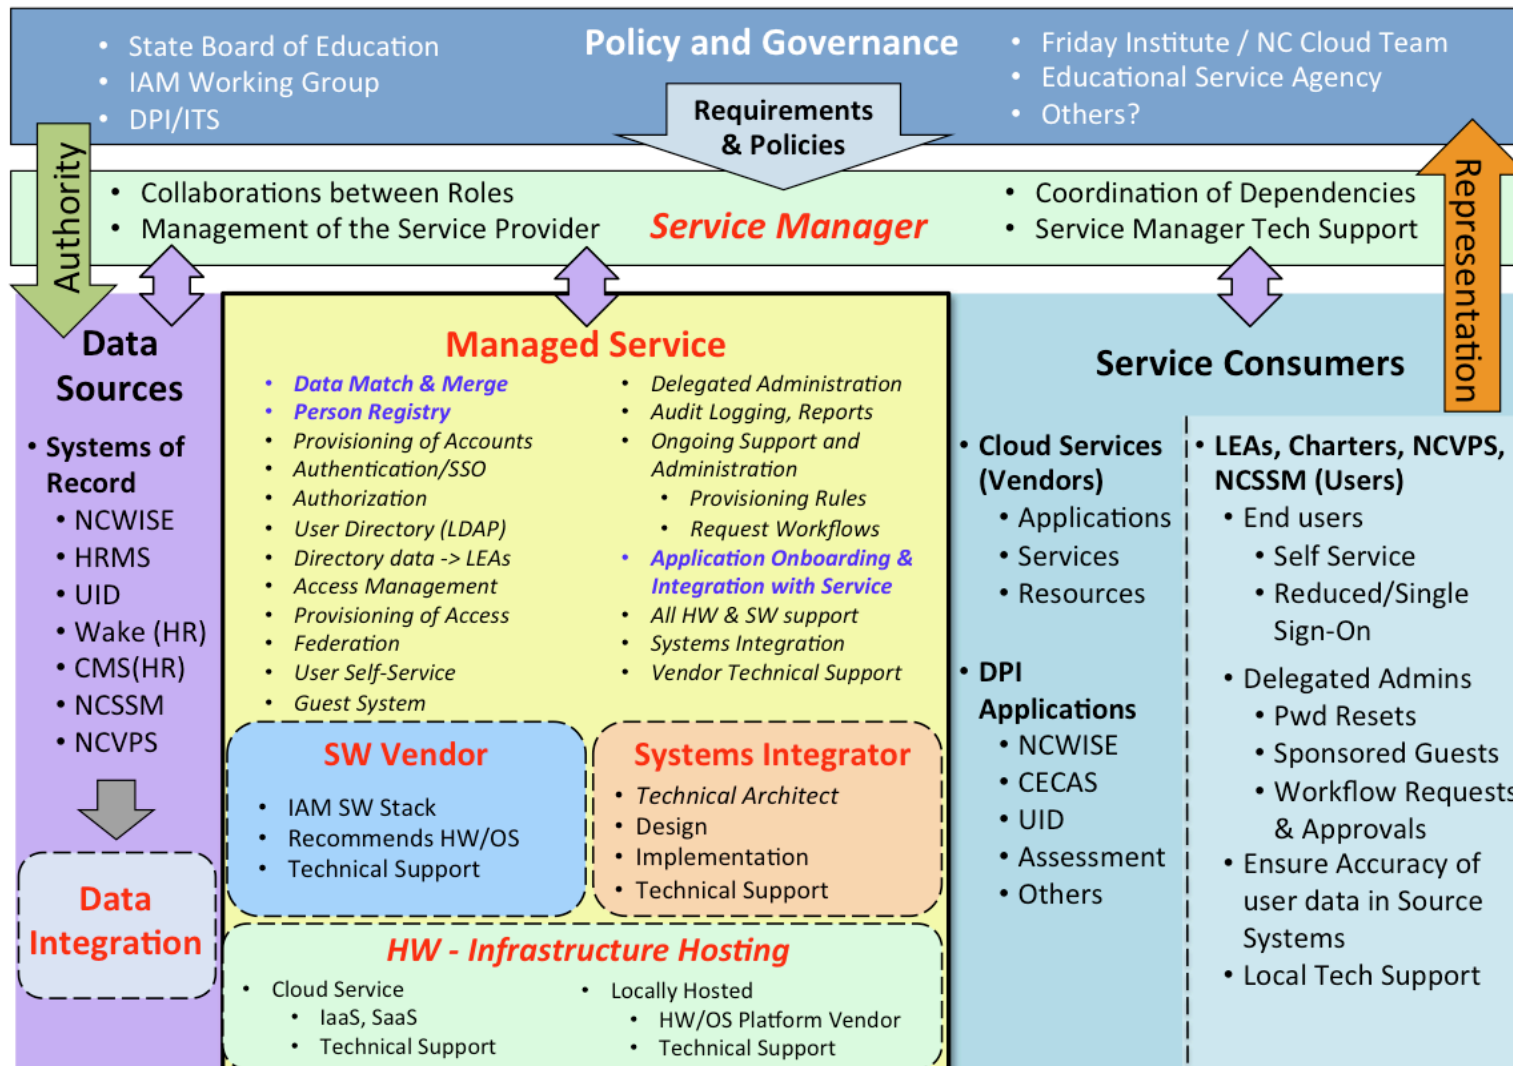 • State Board of Education
• IAM Working Group
• DPI/ITS
Policy and Governance
• Friday Institute / NC Cloud Team
• Educational Service Agency
• Others?
Requirements
& Policies
Authority
• Collaborations between Roles
• Management of the Service Provider
Service Manager
• Coordination of Dependencies
• Service Manager Tech Support
Representation
Data
Sources
• Systems of
Record
• NCWISE
• HRMS
• UID
• Wake (HR)
• CMS(HR)
• NCSSM
• NCVPS
Data
Integration
Managed Service
• Data Match & Merge
• Person Registry
• Provisioning of Accounts
• Authentication/SSO
• Authorization
• User Directory (LDAP)
• Directory data -> LEAs
• Access Management
• Provisioning of Access
• Federation
• User Self-Service
• Guest System
• Delegated Administration
• Audit Logging, Reports
• Ongoing Support and
Administration
• Provisioning Rules
• Request Workflows
• Application Onboarding &
Integration with Service
• All HW & SW support
• Systems Integration
• Vendor Technical Support
SW Vendor
• IAM SW Stack
• Recommends HW/OS
• Technical Support
Systems Integrator
• Technical Architect
• Design
• Implementation
• Technical Support
HW - Infrastructure Hosting
• Cloud Service
• IaaS, SaaS
• Technical Support
• Locally Hosted
• HW/OS Platform Vendor
• Technical Support
Service Consumers
• Cloud Services
(Vendors)
• Applications
• Services
• Resources
• DPI
Applications
• NCWISE
• CECAS
• UID
• Assessment
• Others
• LEAs, Charters, NCVPS,
NCSSM (Users)
• End users
• Self Service
• Reduced/Single
Sign-On
• Delegated Admins
• Pwd Resets
• Sponsored Guests
• Workflow Requests
& Approvals
• Ensure Accuracy of
user data in Source
Systems
• Local Tech Support